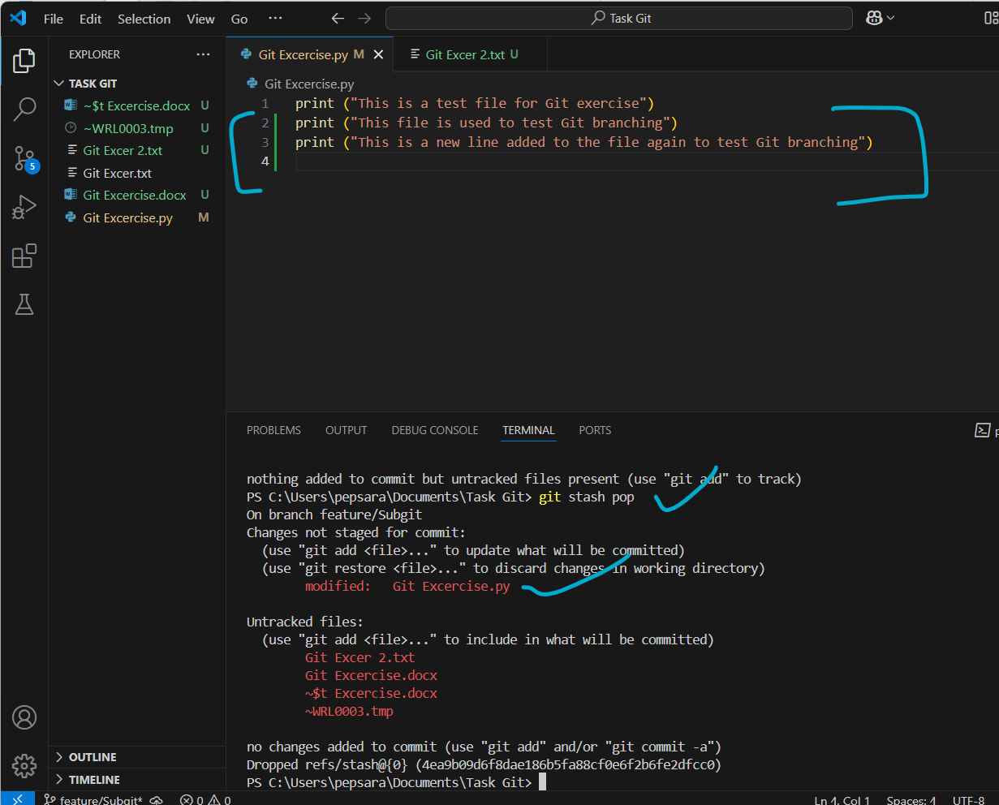 File Edit Selection View Go ··· Task Git
EXPLORER ···
TASK GIT
~$t Excercise.docx U
~WRL0003.tmp U
Git Excer 2.txt U
Git Excer.txt
Git Excercise.docx U
Git Excercise.py M
5
OUTLINE
TIMELINE
Git Excercise.py M Git Excer 2.txt U
Git Excercise.py
1 print ("This is a test file for Git exercise")
2 print ("This file is used to test Git branching")
3 print ("This is a new line added to the file again to test Git branching")
4
PROBLEMS OUTPUT DEBUG CONSOLE TERMINAL PORTS
nothing added to commit but untracked files present (use "git add" to track)
PS C:\Users\pepsara\Documents\Task Git> git stash pop
On branch feature/Subgit
Changes not staged for commit:
(use "git add <file>..." to update what will be committed)
(use "git restore <file>..." to discard changes in working directory)
modified: Git Excercise.py
Untracked files:
(use "git add <file>..." to include in what will be committed)
Git Excer 2.txt
Git Excercise.docx
~$t Excercise.docx
~WRL0003.tmp
no changes added to commit (use "git add" and/or "git commit -a")
Dropped refs/stash@{0} (4ea9b09d6f8dae186b5fa88cf0e6f2b6fe2dfcc0)
PS C:\Users\pepsara\Documents\Task Git>
feature/Subgit* 0 0 Ln 4, Col 1 Spaces: 4 UTF-8